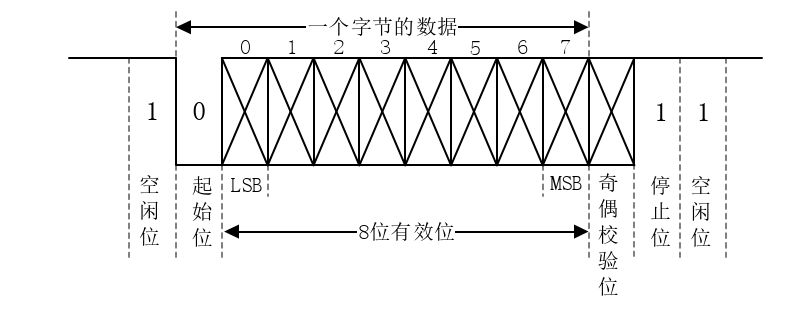 一个字节的数据
0 1 2 3 4 5 6 7
1 0 1 1
空闲位
起始位
LSB
MSB
奇偶校验位
停止位
空闲位
8位有效位